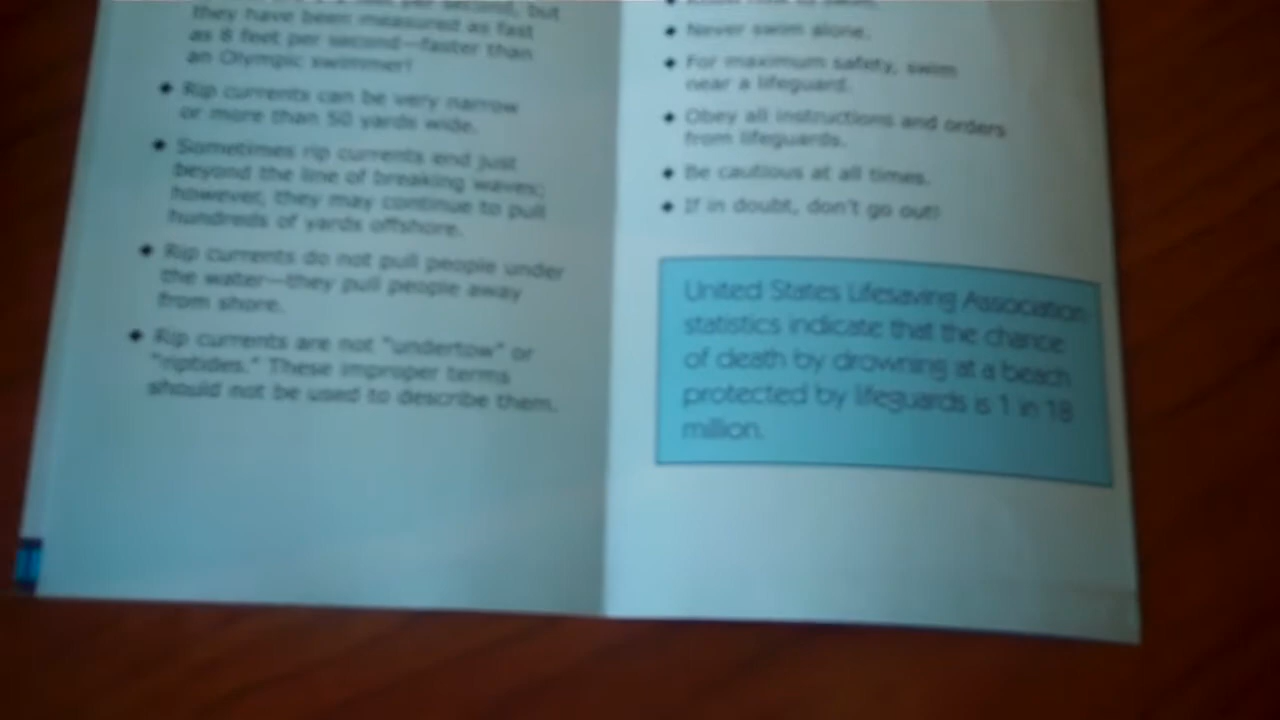 per second, but
they have been measured as fast
as 8 feet per second—faster than
an Olympic swimmer!
Rip currents can be very narrow
or more than 50 yards wide.
Sometimes rip currents end just
beyond the line of breaking waves;
however, they may continue to pull
hundreds of yards offshore.
Rip currents do not pull people under
the water—they pull people away
from shore.
Rip currents are not "undertow" or
"riptides." These improper terms
should not be used to describe them.
Never swim alone.
For maximum safety, swim
near a lifeguard.
Obey all instructions and orders
from lifeguards.
Be cautious at all times.
If in doubt, don't go out!
United States Lifesaving Association
statistics indicate that the chance
of death by drowning at a beach
protected by lifeguards is 1 in 18
million.